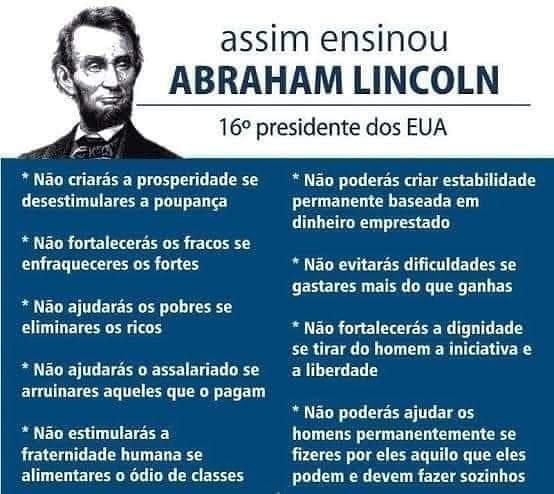 assim ensinou
ABRAHAM LINCOLN
16º presidente dos EUA
* Não criarás a prosperidade se
desestimulares a poupança
* Não fortalecerás os fracos se
enfraqueceres os fortes
* Não ajudarás os pobres se
eliminares os ricos
* Não ajudarás o assalariado se
arruinares aqueles que o pagam
* Não estimularás a
fraternidade humana se
alimentares o ódio de classes
* Não poderás criar estabilidade
permanente baseada em
dinheiro emprestado
* Não evitarás dificuldades se
gastares mais do que ganhas
* Não fortalecerás a dignidade
se tirar do homem a iniciativa e
a liberdade
* Não poderás ajudar os
homens permanentemente se
fizeres por eles aquilo que eles
podem e devem fazer sozinhos